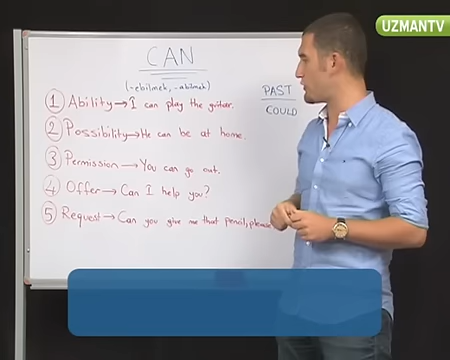 UZMANTV
CAN
(-ebilmek, -abilmek)
PAST
COULD
1 Ability → I can play the guitar.
2 Possibility → He can be at home.
3 Permission → You can go out.
4 Offer → Can I help you?
5 Request → Can you give me that pencil, please